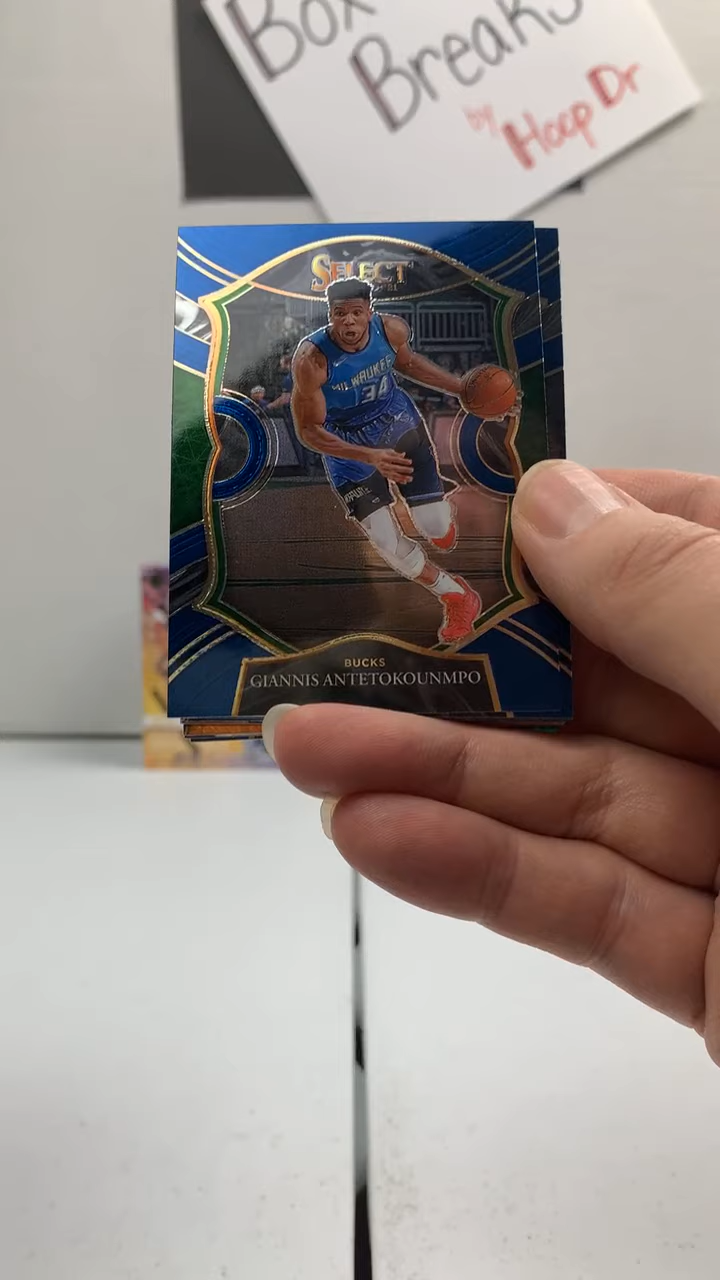 Box
Breaks
by Hoop Dr
SELECT
MILWAUKEE
34
BUCKS
GIANNIS ANTETOKOUNMPO